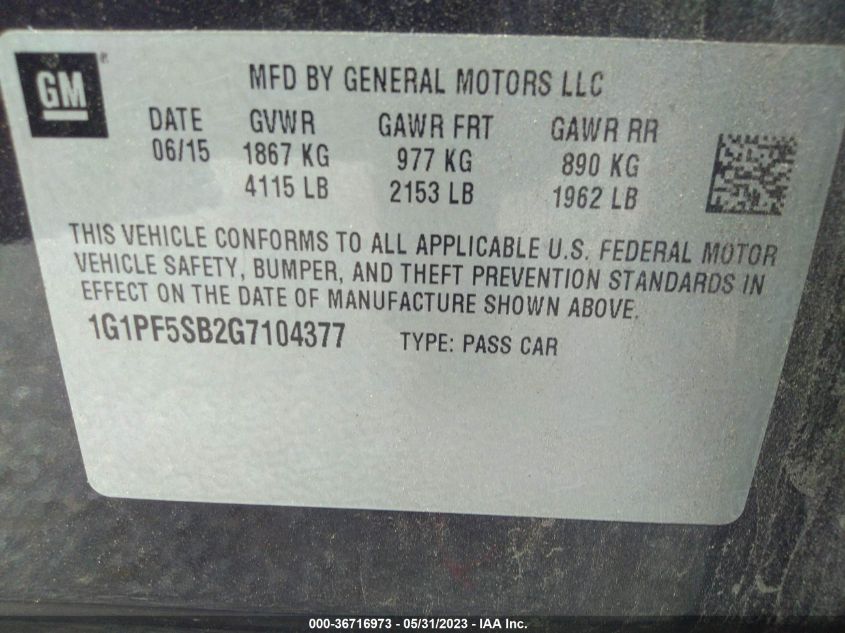 GM
MFD BY GENERAL MOTORS LLC
DATE GVWR GAWR FRT GAWR RR
06/15 1867 KG 977 KG 890 KG
4115 LB 2153 LB 1962 LB
THIS VEHICLE CONFORMS TO ALL APPLICABLE U.S. FEDERAL MOTOR
VEHICLE SAFETY, BUMPER, AND THEFT PREVENTION STANDARDS IN
EFFECT ON THE DATE OF MANUFACTURE SHOWN ABOVE.
1G1PF5SB2G7104377 TYPE: PASS CAR
000-36716973 - 05/31/2023 - IAA Inc.